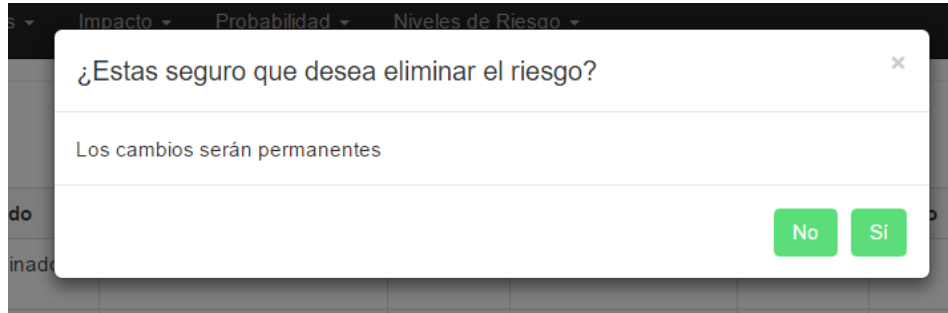 s Impacto Probabilidad Niveles de Riesgo
¿Estas seguro que desea eliminar el riesgo? ×
Los cambios serán permanentes
do o
No Sí
inado